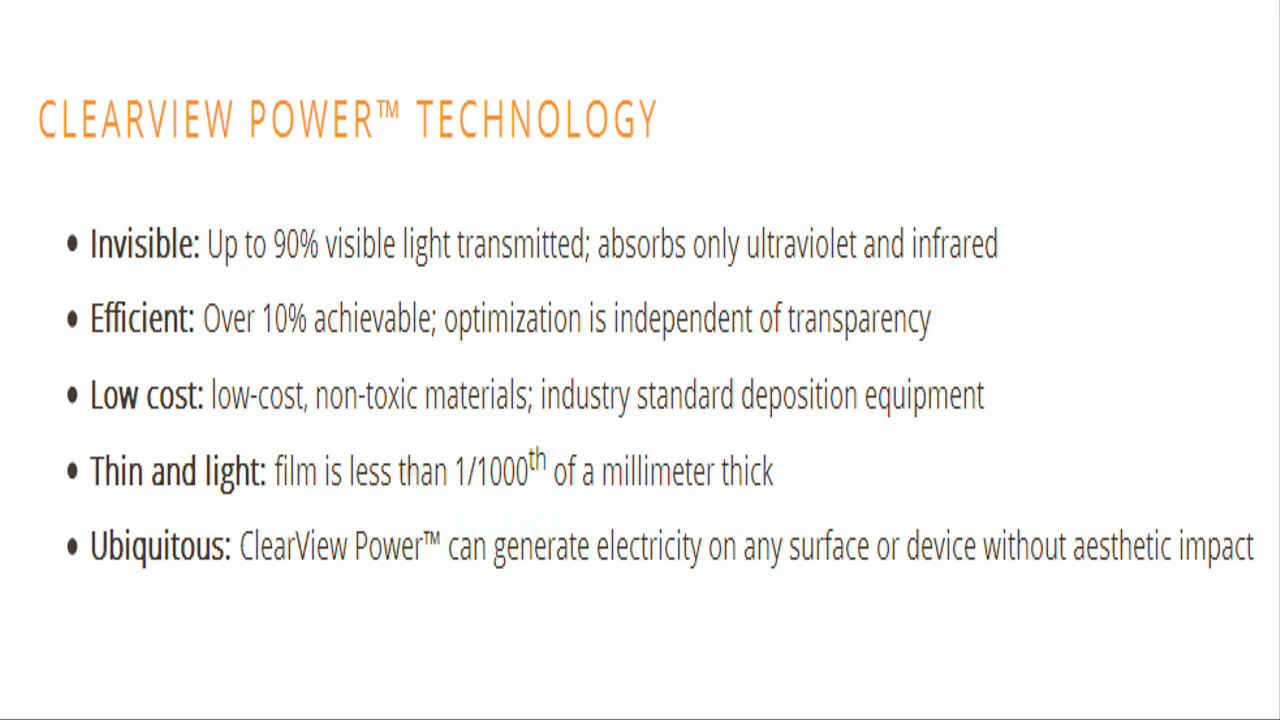 CLEARVIEW POWER™ TECHNOLOGY
• Invisible: Up to 90% visible light transmitted; absorbs only ultraviolet and infrared
• Efficient: Over 10% achievable; optimization is independent of transparency
• Low cost: low-cost, non-toxic materials; industry standard deposition equipment
• Thin and light: film is less than 1/1000th of a millimeter thick
• Ubiquitous: ClearView Power™ can generate electricity on any surface or device without aesthetic impact